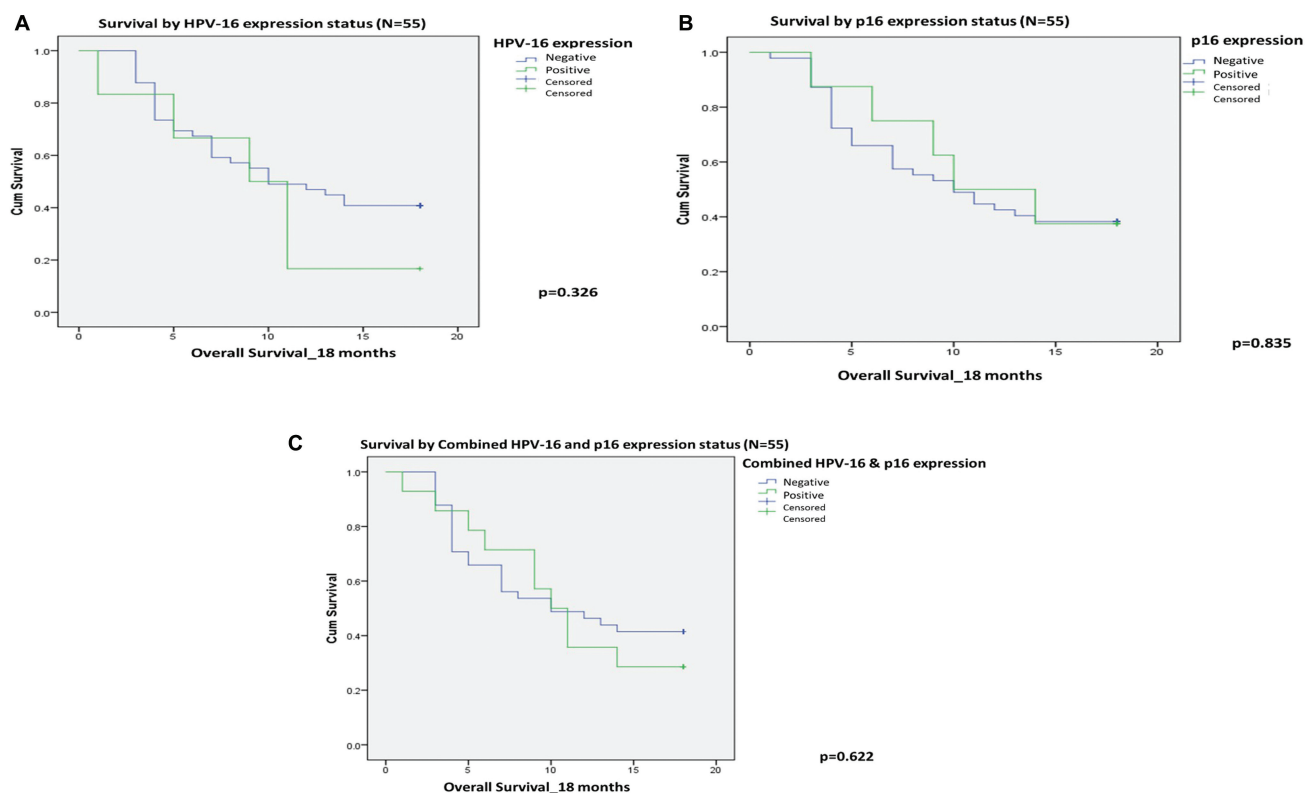 A
Survival by HPV-16 expression status (N=55)
HPV-16 expression
Negative
Positive
Censored
Censored
1.0
0.8
0.6
0.4
0.2
0.0
Cum Survival
0 5 10 15 20
Overall Survival_18 months
p=0.326
B
Survival by p16 expression status (N=55)
p16 expression
Negative
Positive
Censored
Censored
1.0
0.8
0.6
0.4
0.2
0.0
Cum Survival
0 5 10 15 20
Overall Survival_18 months
p=0.835
C
Survival by Combined HPV-16 and p16 expression status (N=55)
Combined HPV-16 & p16 expression
Negative
Positive
Censored
Censored
1.0
0.8
0.6
0.4
0.2
0.0
Cum Survival
0 5 10 15 20
Overall Survival_18 months
p=0.622